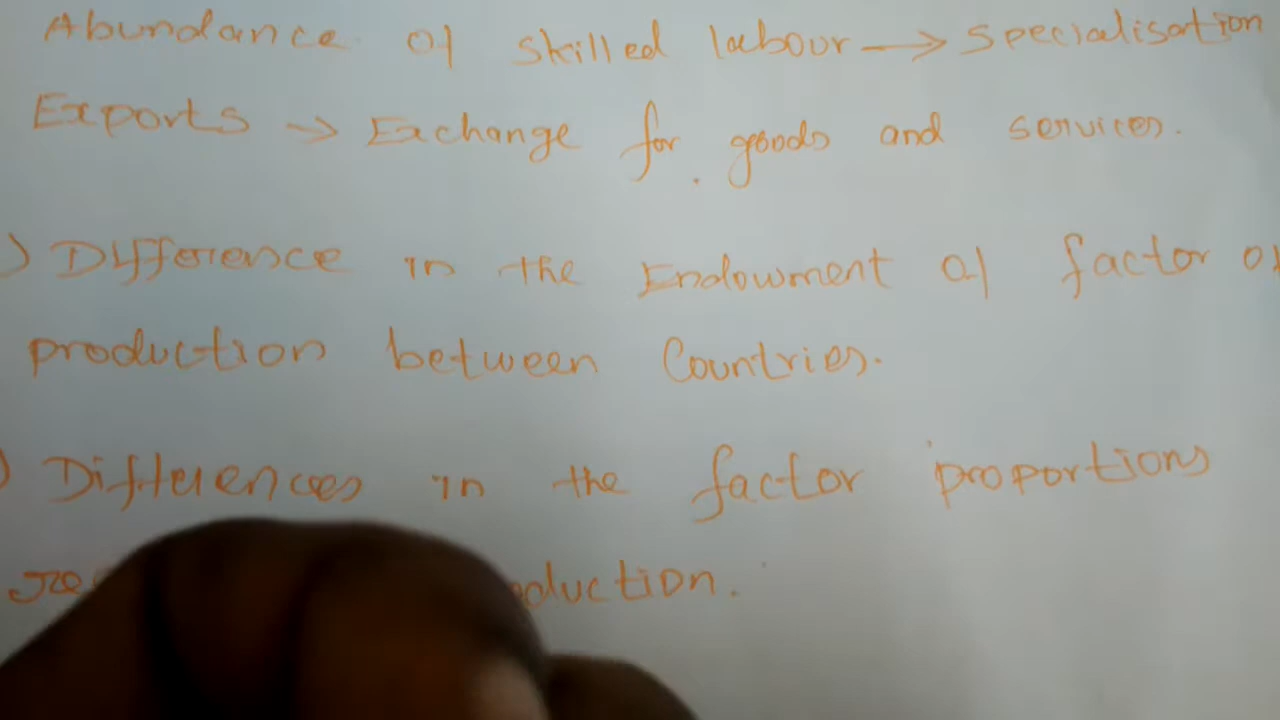 Abundance of skilled labour → specialisation
Exports → Exchange for goods and services.
) Difference in the Endowment of factor of
production between Countries.
) Differences in the factor proportions
production.